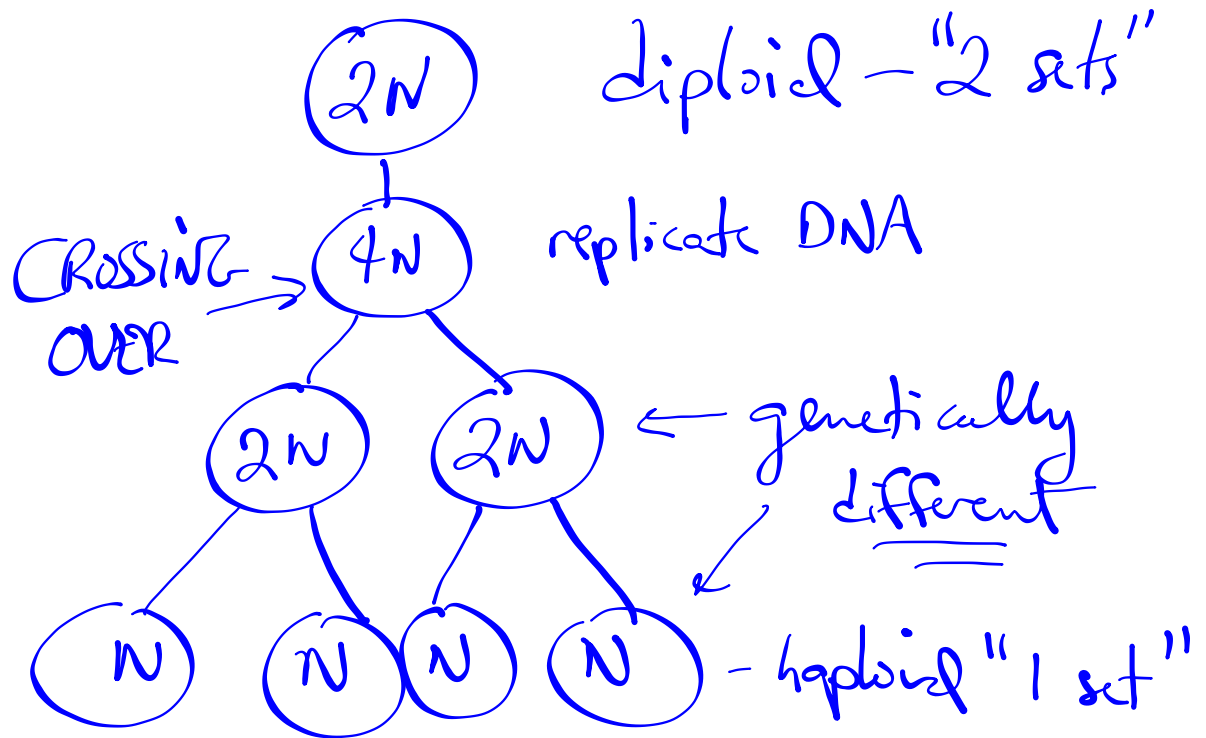 2N diploid - "2 sets"
4N replicate DNA
CROSSING
OVER
2N 2N genetically
different
N N N N - haploid "1 set"